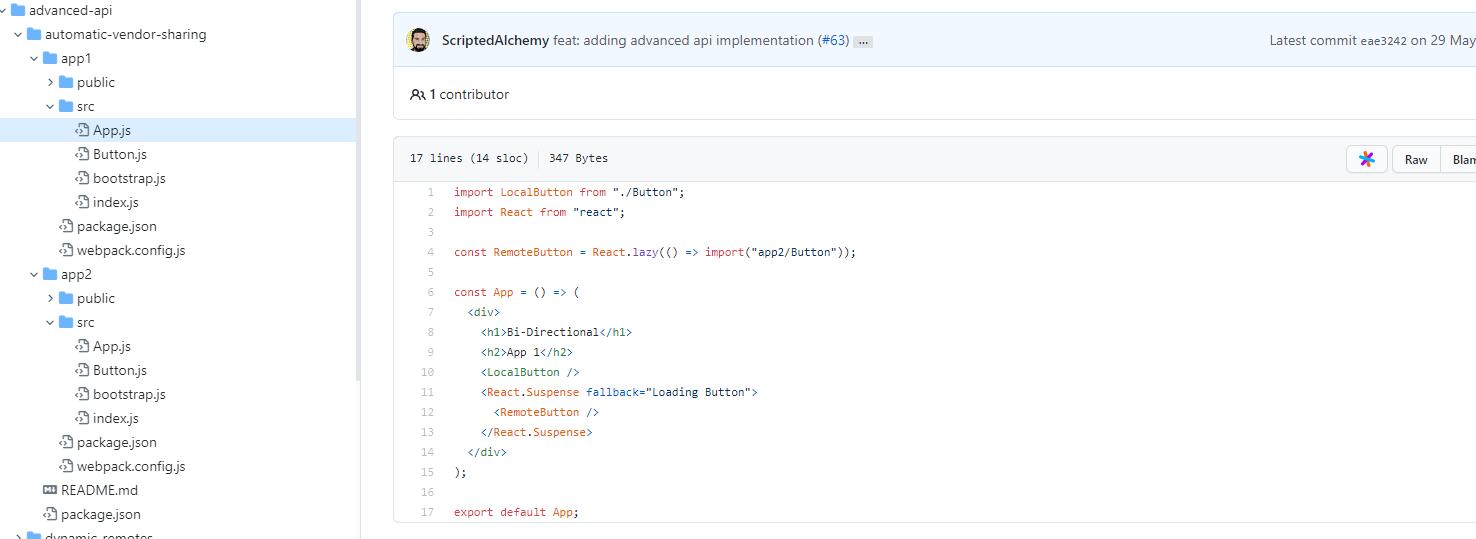 advanced-api
automatic-vendor-sharing
app1
public
src
App.js
Button.js
bootstrap.js
index.js
package.json
webpack.config.js
app2
public
src
App.js
Button.js
bootstrap.js
index.js
package.json
webpack.config.js
README.md
package.json
dynamic-remotes
ScriptedAlchemy feat: adding advanced api implementation (#63) ...
Latest commit eae3242 on 29 May
1 contributor
17 lines (14 sloc) 347 Bytes
Raw Blam
1 import LocalButton from "./Button";
2 import React from "react";
3
4 const RemoteButton = React.lazy(() => import("app2/Button"));
5
6 const App = () => (
7 <div>
8 <h1>Bi-Directional</h1>
9 <h2>App 1</h2>
10 <LocalButton />
11 <React.Suspense fallback="Loading Button">
12 <RemoteButton />
13 </React.Suspense>
14 </div>
15 );
16
17 export default App;